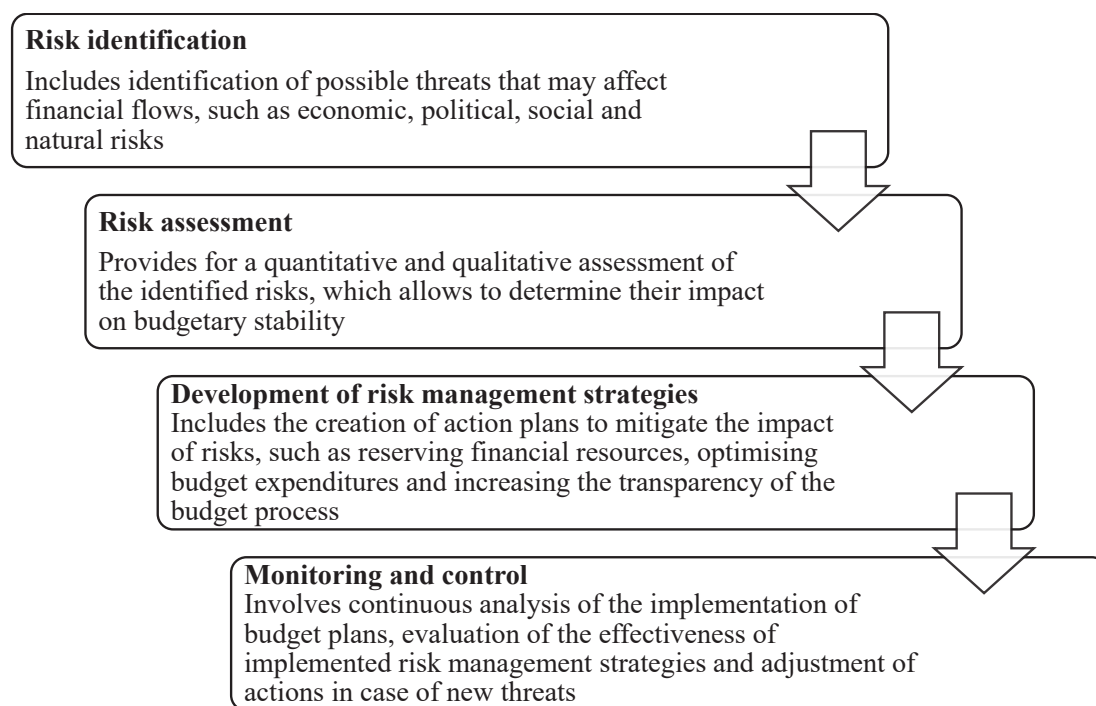 Risk identification
Includes identification of possible threats that may affect
financial flows, such as economic, political, social and
natural risks
Risk assessment
Provides for a quantitative and qualitative assessment of
the identified risks, which allows to determine their impact
on budgetary stability
Development of risk management strategies
Includes the creation of action plans to mitigate the impact
of risks, such as reserving financial resources, optimising
budget expenditures and increasing the transparency of the
budget process
Monitoring and control
Involves continuous analysis of the implementation of
budget plans, evaluation of the effectiveness of
implemented risk management strategies and adjustment of
actions in case of new threats